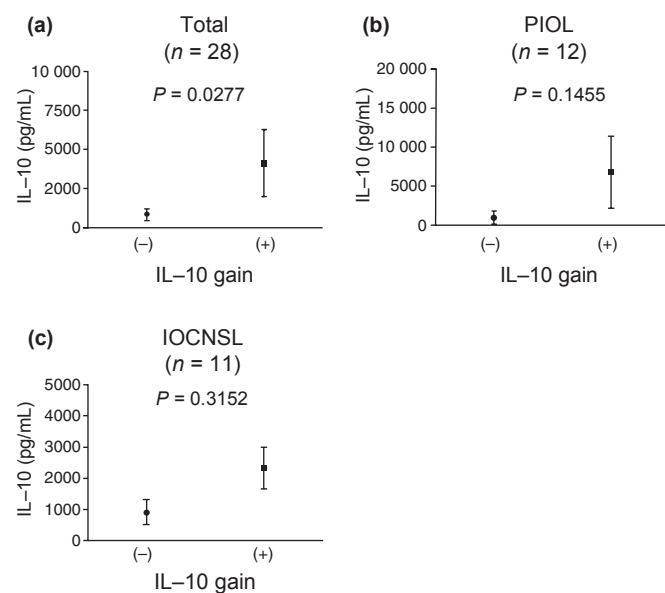 (a)
Total
(n = 28)
10 000
7500
5000
2000
0
IL–10 (pg/mL)
P = 0.0277
(–)
(+)
IL–10 gain
(b)
PIOL
(n = 12)
20 000
15 000
10 000
5000
0
IL–10 (pg/mL)
P = 0.1455
(–)
(+)
IL–10 gain
(c)
IOCNSL
(n = 11)
5000
4000
3000
2000
1000
0
IL–10 (pg/mL)
P = 0.3152
(–)
(+)
IL–10 gain